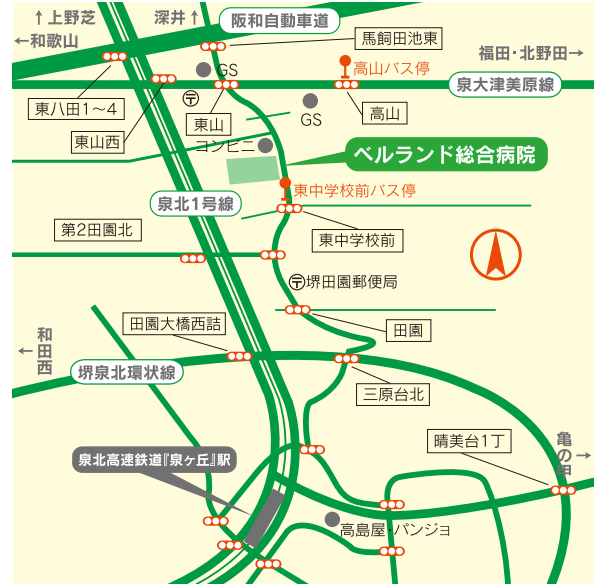 ↑上野芝
深井↑
阪和自動車道
←和歌山
馬飼田池東
福田・北野田→
GS
高山バス停
泉大津美原線
東八田1〜4
〒
東山
GS
高山
東山西
コンビニ
ベルランド総合病院
東中学校前バス停
泉北1号線
第2田園北
東中学校前
〒堺田園郵便局
田園大橋西詰
田園
←和田西
堺泉北環状線
三原台北
晴美台1丁
亀の甲→
泉北高速鉄道『泉ヶ丘』駅
高島屋・パンジョ